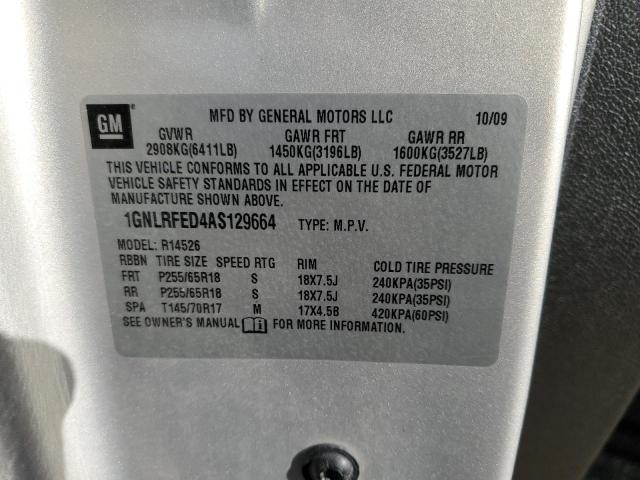 GM MFD BY GENERAL MOTORS LLC 10/09
GVWR GAWR FRT GAWR RR
2908KG(6411LB) 1450KG(3196LB) 1600KG(3527LB)
THIS VEHICLE CONFORMS TO ALL APPLICABLE U.S. FEDERAL MOTOR
VEHICLE SAFETY STANDARDS IN EFFECT ON THE DATE OF
MANUFACTURE SHOWN ABOVE.
1GNLRFED4AS129664 TYPE: M.P.V.
MODEL: R14526
RBBN TIRE SIZE SPEED RTG RIM COLD TIRE PRESSURE
FRT P255/65R18 S 18X7.5J 240KPA(35PSI)
RR P255/65R18 S 18X7.5J 240KPA(35PSI)
SPA T145/70R17 M 17X4.5B 420KPA(60PSI)
SEE OWNER'S MANUAL FOR MORE INFORMATION.